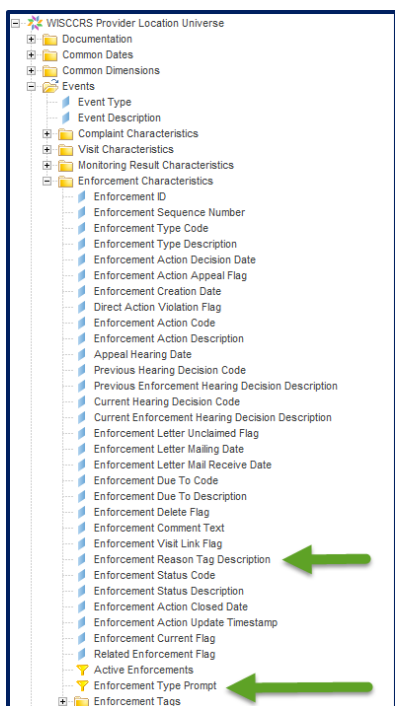 WISCCRS Provider Location Universe
Documentation
Common Dates
Common Dimensions
Events
Event Type
Event Description
Complaint Characteristics
Visit Characteristics
Monitoring Result Characteristics
Enforcement Characteristics
Enforcement ID
Enforcement Sequence Number
Enforcement Type Code
Enforcement Type Description
Enforcement Action Decision Date
Enforcement Action Appeal Flag
Enforcement Creation Date
Direct Action Violation Flag
Enforcement Action Code
Enforcement Action Description
Appeal Hearing Date
Previous Hearing Decision Code
Previous Enforcement Hearing Decision Description
Current Hearing Decision Code
Current Enforcement Hearing Decision Description
Enforcement Letter Unclaimed Flag
Enforcement Letter Mailing Date
Enforcement Letter Mail Receive Date
Enforcement Due To Code
Enforcement Due To Description
Enforcement Delete Flag
Enforcement Comment Text
Enforcement Visit Link Flag
Enforcement Reason Tag Description
Enforcement Status Code
Enforcement Status Description
Enforcement Action Closed Date
Enforcement Action Update Timestamp
Enforcement Current Flag
Related Enforcement Flag
Active Enforcements
Enforcement Type Prompt
Enforcement Tags